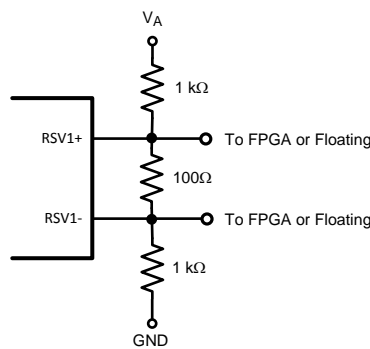 VA
1 kΩ
RSV1+
To FPGA or Floating
100Ω
RSV1-
To FPGA or Floating
1 kΩ
GND